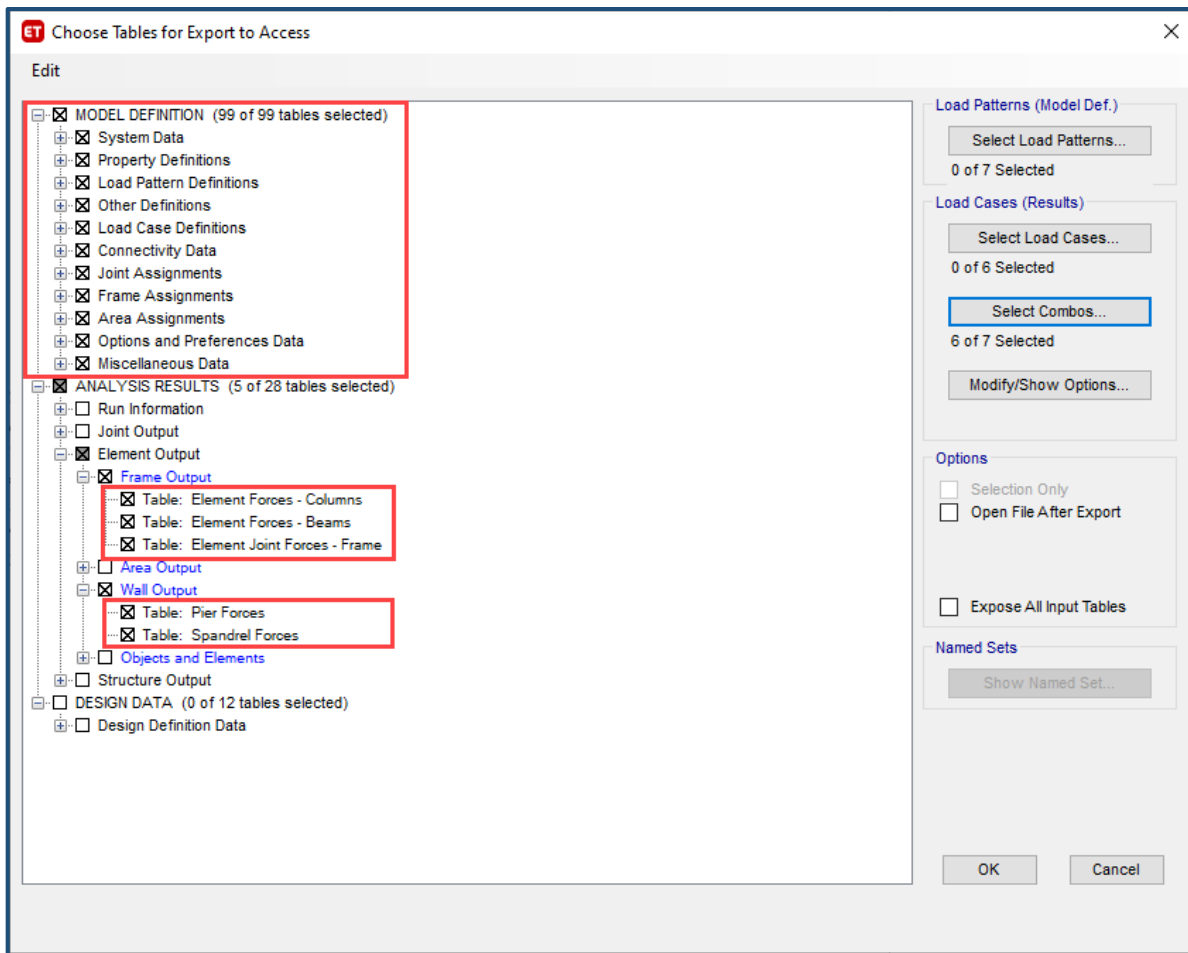 ET Choose Tables for Export to Access
Edit
MODEL DEFINITION (99 of 99 tables selected)
System Data
Property Definitions
Load Pattern Definitions
Other Definitions
Load Case Definitions
Connectivity Data
Joint Assignments
Frame Assignments
Area Assignments
Options and Preferences Data
Miscellaneous Data
ANALYSIS RESULTS (5 of 28 tables selected)
Run Information
Joint Output
Element Output
Frame Output
Table: Element Forces - Columns
Table: Element Forces - Beams
Table: Element Joint Forces - Frame
Area Output
Wall Output
Table: Pier Forces
Table: Spandrel Forces
Objects and Elements
Structure Output
DESIGN DATA (0 of 12 tables selected)
Design Definition Data
Load Patterns (Model Def.)
Select Load Patterns...
0 of 7 Selected
Load Cases (Results)
Select Load Cases...
0 of 6 Selected
Select Combos...
6 of 7 Selected
Modify/Show Options...
Options
Selection Only
Open File After Export
Expose All Input Tables
Named Sets
Show Named Set...
OK
Cancel